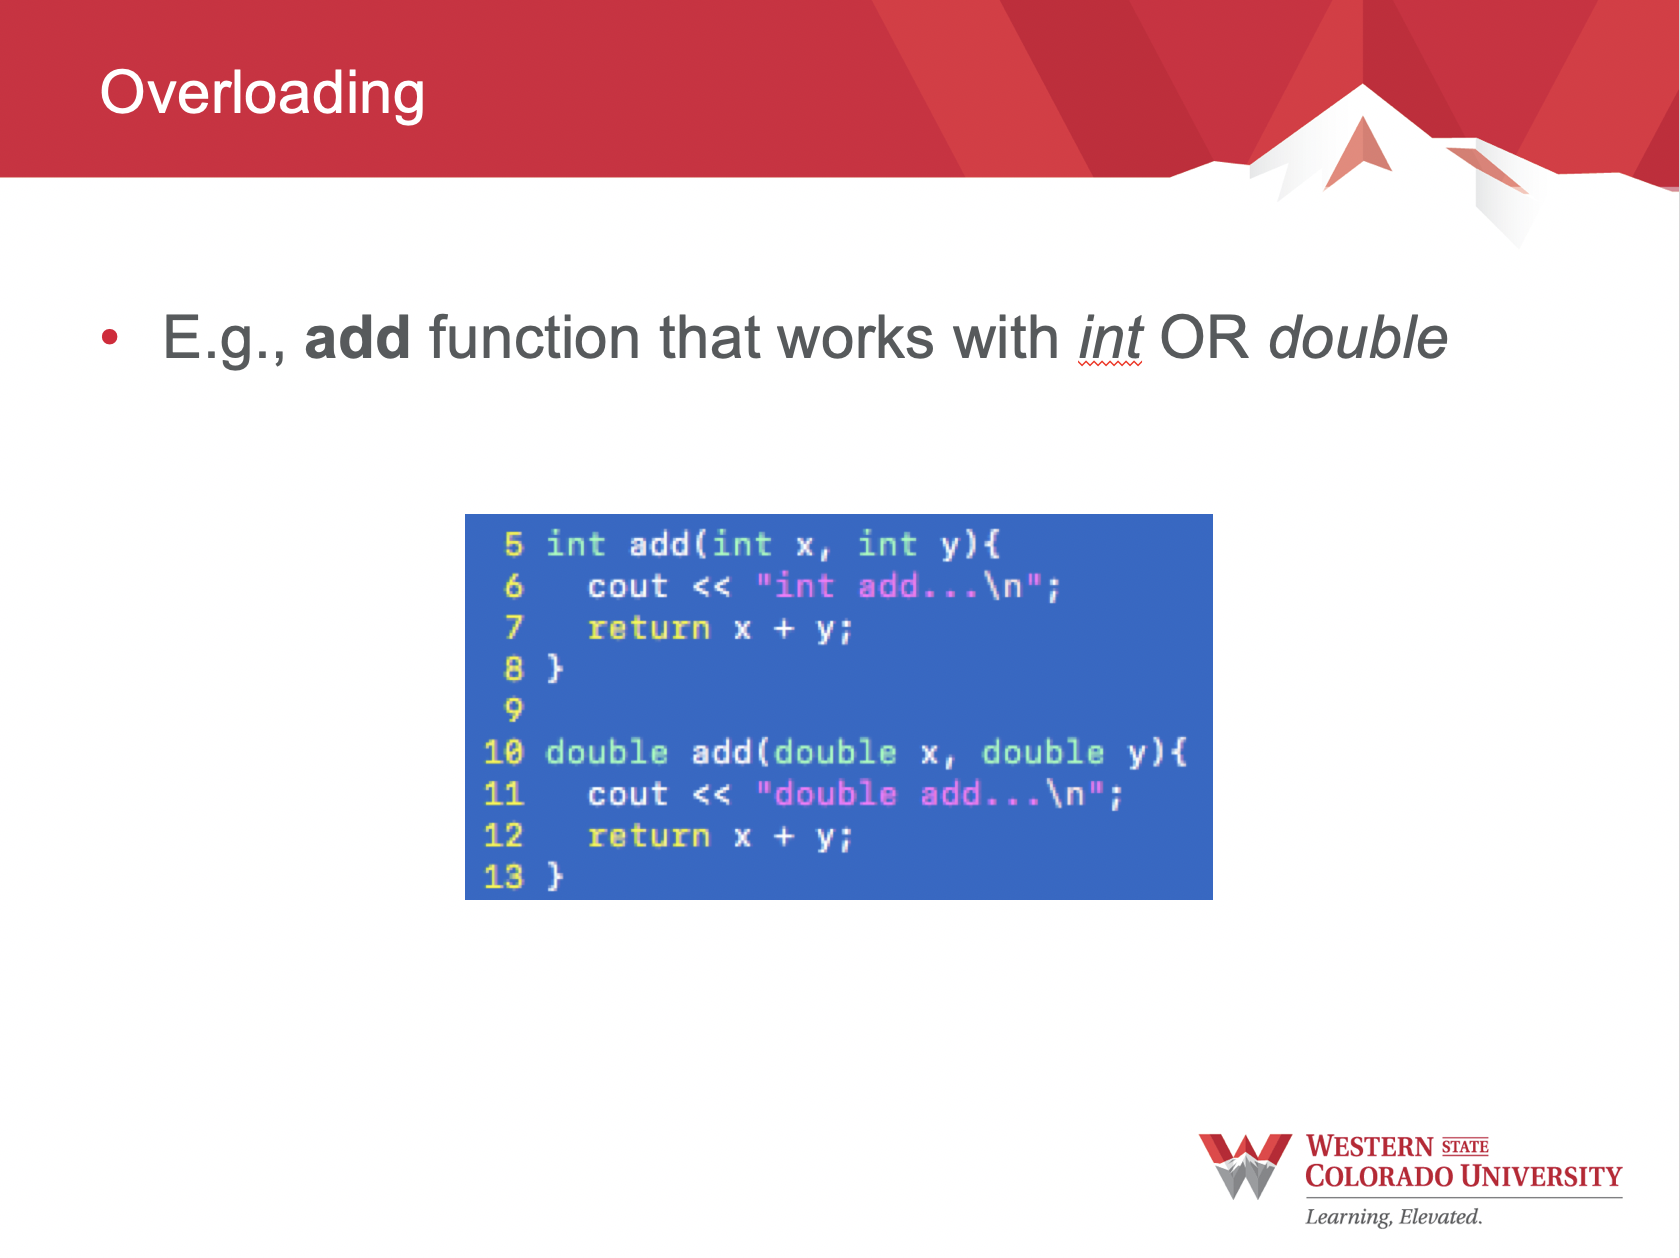 Overloading
• E.g., add function that works with int OR double
5 int add(int x, int y){
6   cout << "int add...\n";
7   return x + y;
8 }
9
10 double add(double x, double y){
11   cout << "double add...\n";
12   return x + y;
13 }
WESTERN STATE
COLORADO UNIVERSITY
Learning, Elevated.